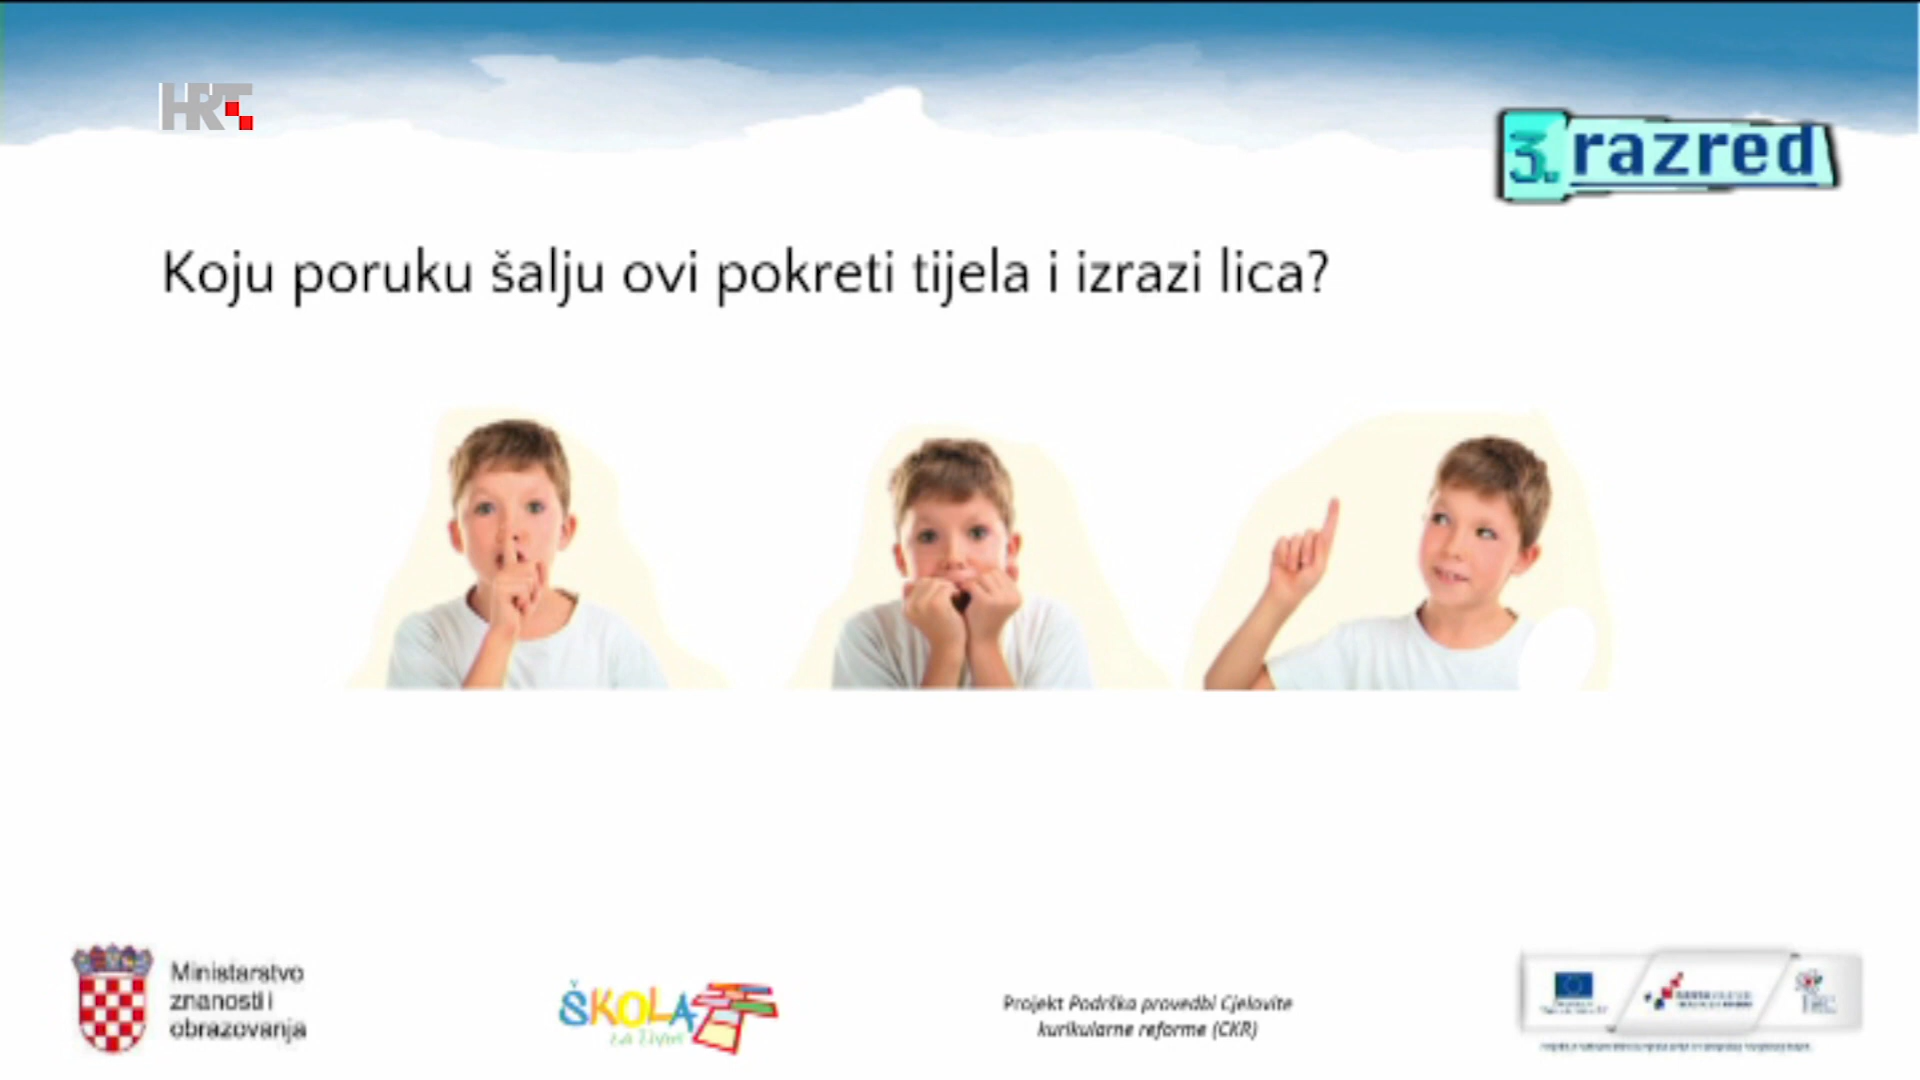 HRT
3. razred
Koju poruku šalju ovi pokreti tijela i izrazi lica?
Ministarstvo
znanosti i
obrazovanja
ŠKOLA
za život
Projekt Podrška provedbi Cjelovite
kurikularne reforme (CKR)